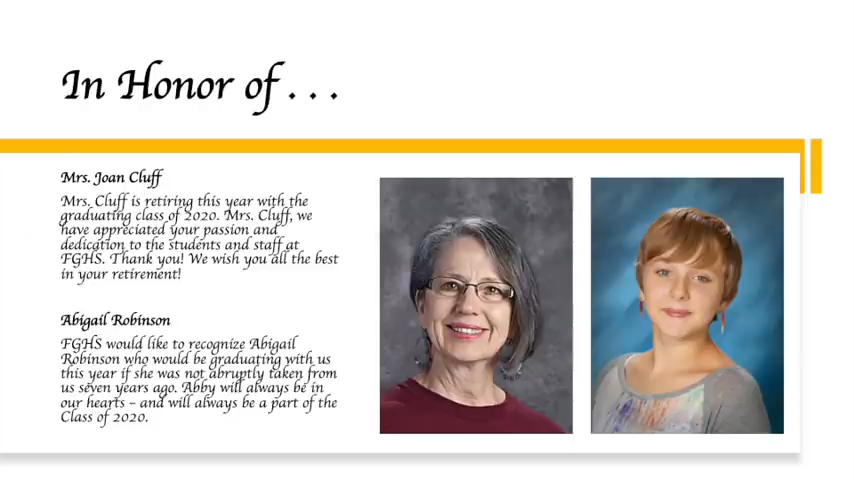 In Honor of . . .
Mrs. Joan Cluff
Mrs. Cluff is retiring this year with the
graduating class of 2020. Mrs. Cluff, we
have appreciated your passion and
dedication to the students and staff at
FGHS. Thank you! We wish you all the best
in your retirement!
Abigail Robinson
FGHS would like to recognize Abigail
Robinson who would be graduating with us
this year if she was not abruptly taken from
us seven years ago. Abby will always be in
our hearts – and will always be a part of the
Class of 2020.